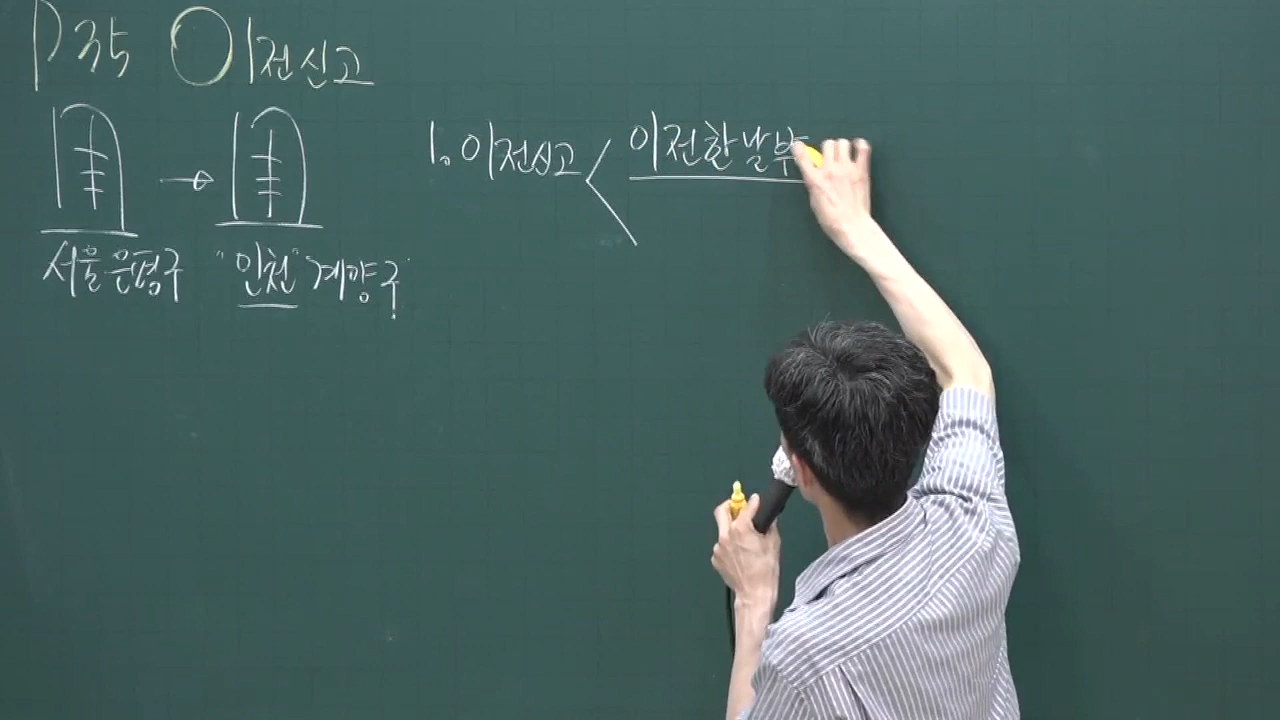 P 35 이전신고
1. 이전신고 < 이전한날부
서울은평구 → "인천" 계양구